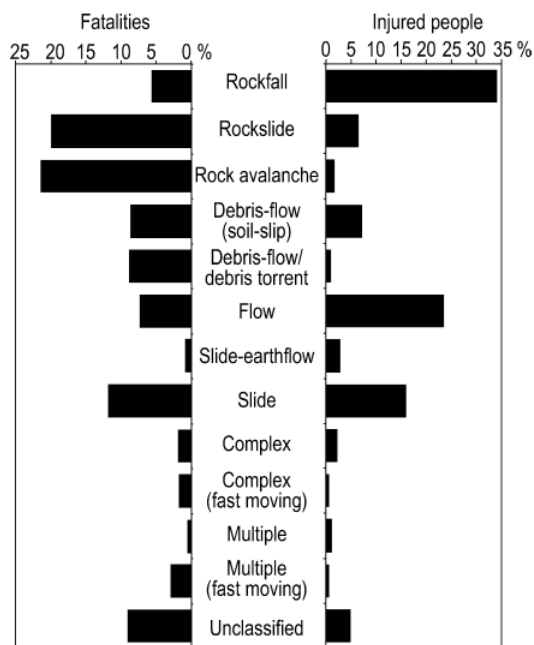 Fatalities Injured people
25 20 15 10 5 0 % 0 5 10 15 20 25 30 35 %
Rockfall
Rockslide
Rock avalanche
Debris-flow
(soil-slip)
Debris-flow/
debris torrent
Flow
Slide-earthflow
Slide
Complex
Complex
(fast moving)
Multiple
Multiple
(fast moving)
Unclassified